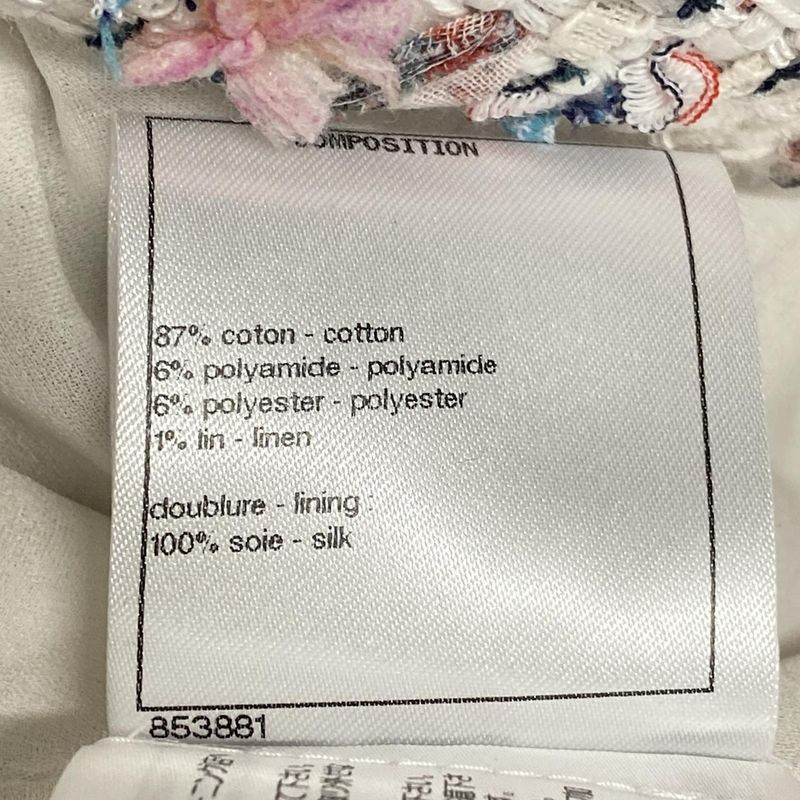 COMPOSITION
87% coton - cotton
6% polyamide - polyamide
6% polyester - polyester
1% lin - linen
doublure - lining :
100% soie - silk
853881